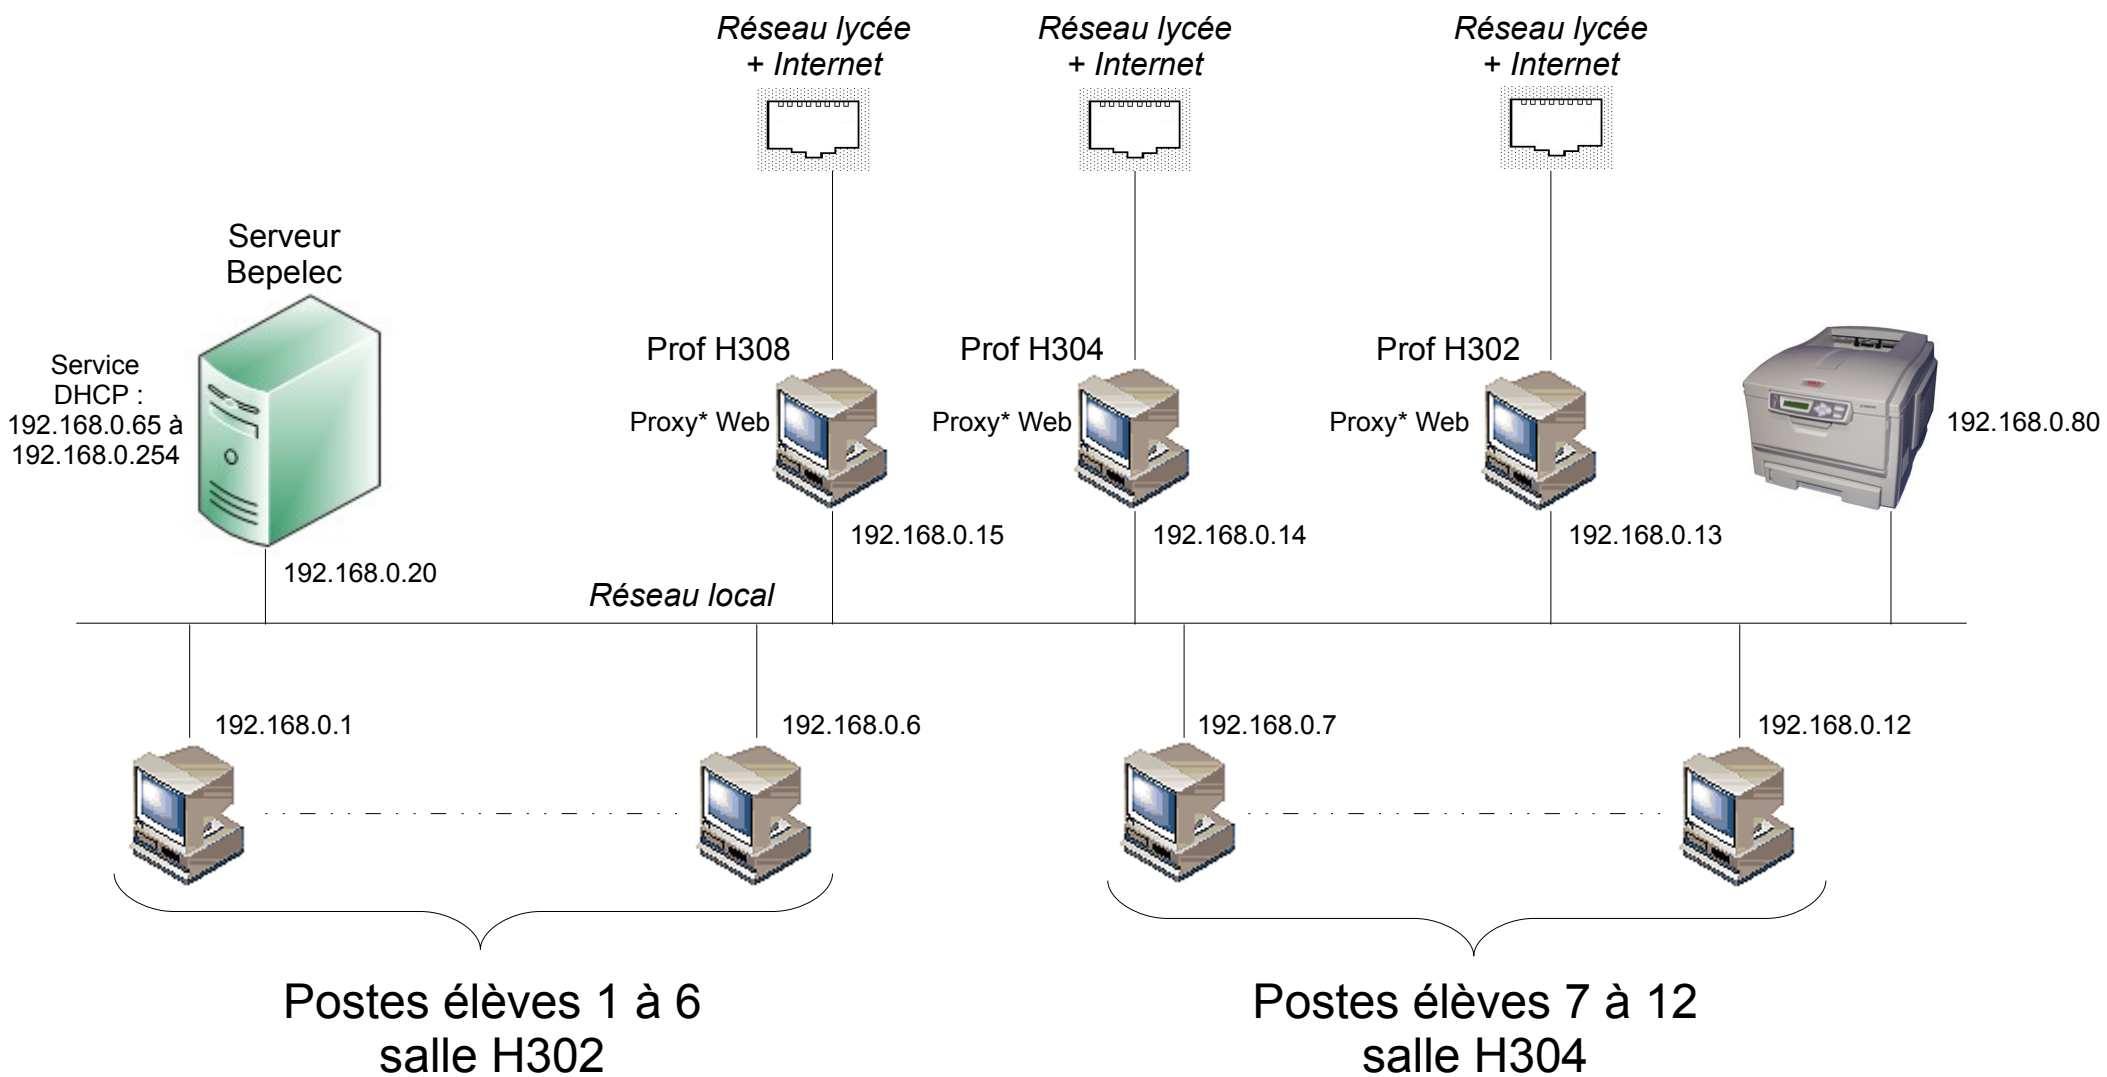 Réseau lycée
+ Internet
Réseau lycée
+ Internet
Réseau lycée
+ Internet
Serveur
Bepelec
Service
DHCP :
192.168.0.65 à
192.168.0.254
Prof H308
Proxy* Web
Prof H304
Proxy* Web
Prof H302
Proxy* Web
192.168.0.80
192.168.0.20
192.168.0.15
192.168.0.14
192.168.0.13
Réseau local
192.168.0.1
192.168.0.6
192.168.0.7
192.168.0.12
Postes élèves 1 à 6
salle H302
Postes élèves 7 à 12
salle H304